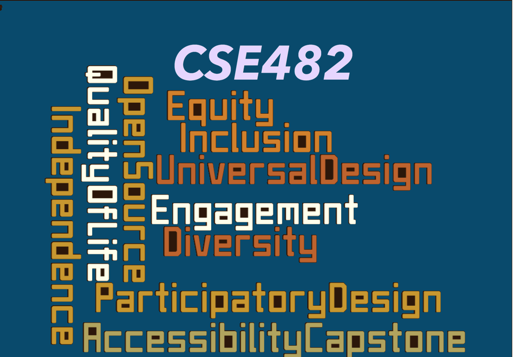 CSE482
Equity
Inclusion
UniversalDesign
Engagement
Diversity
ParticipatoryDesign
AccessibilityCapstone
OpenSource
QualityOfLife
Independence